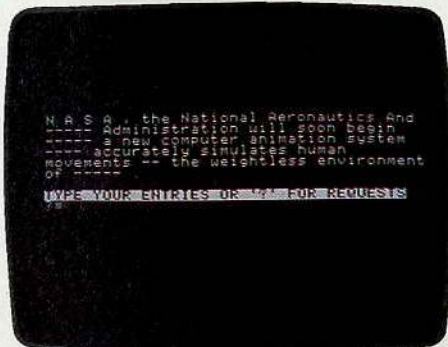 N A S A , the National Aeronautics And
----- Administration will soon begin
----- a new computer animation system
----- accurately simulates human
movements -- the weightless environment
of -----
TYPE YOUR ENTRIES OR '?' FOR REQUESTS